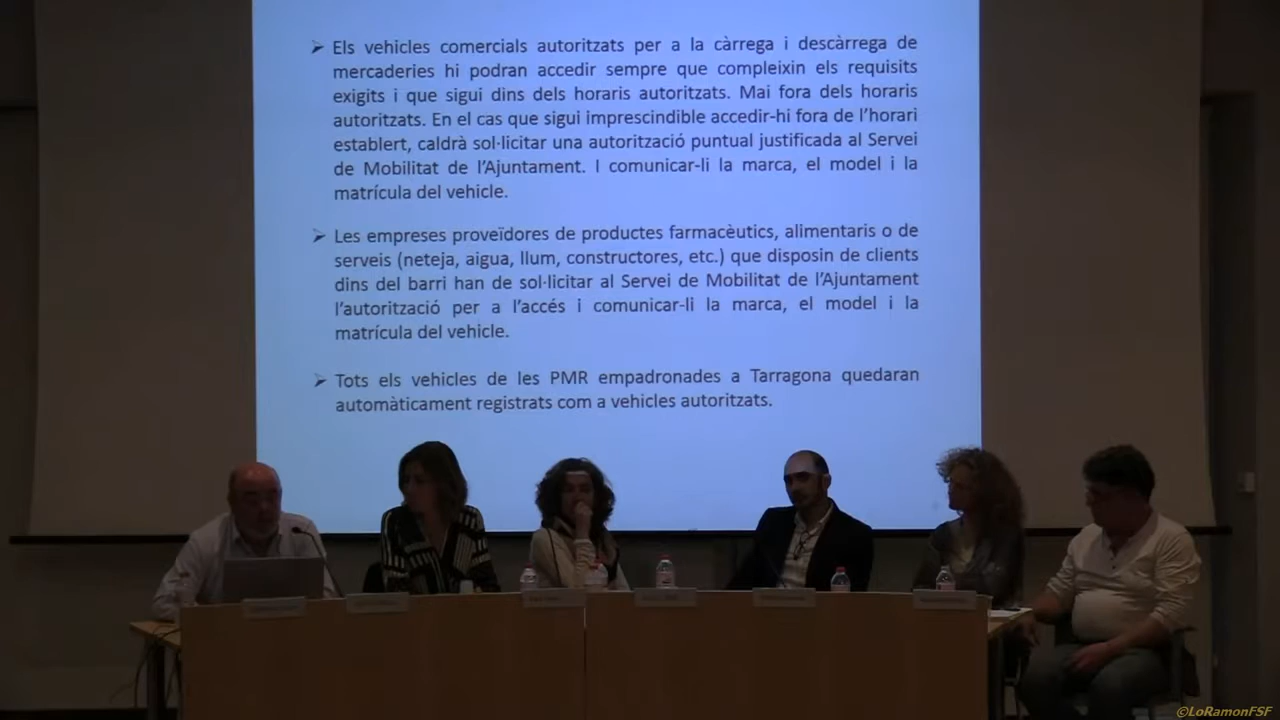 ➢ Els vehicles comercials autoritzats per a la càrrega i descàrrega de
mercaderies hi podran accedir sempre que compleixin els requisits
exigits i que sigui dins dels horaris autoritzats. Mai fora dels horaris
autoritzats. En el cas que sigui imprescindible accedir-hi fora de l'horari
establert, caldrà sol·licitar una autorització puntual justificada al Servei
de Mobilitat de l'Ajuntament. I comunicar-li la marca, el model i la
matrícula del vehicle.
➢ Les empreses proveïdores de productes farmacèutics, alimentaris o de
serveis (neteja, aigua, llum, constructores, etc.) que disposin de clients
dins del barri han de sol·licitar al Servei de Mobilitat de l'Ajuntament
l'autorització per a l'accés i comunicar-li la marca, el model i la
matrícula del vehicle.
➢ Tots els vehicles de les PMR empadronades a Tarragona quedaran
automàticament registrats com a vehicles autoritzats.
©LoRamonFSF